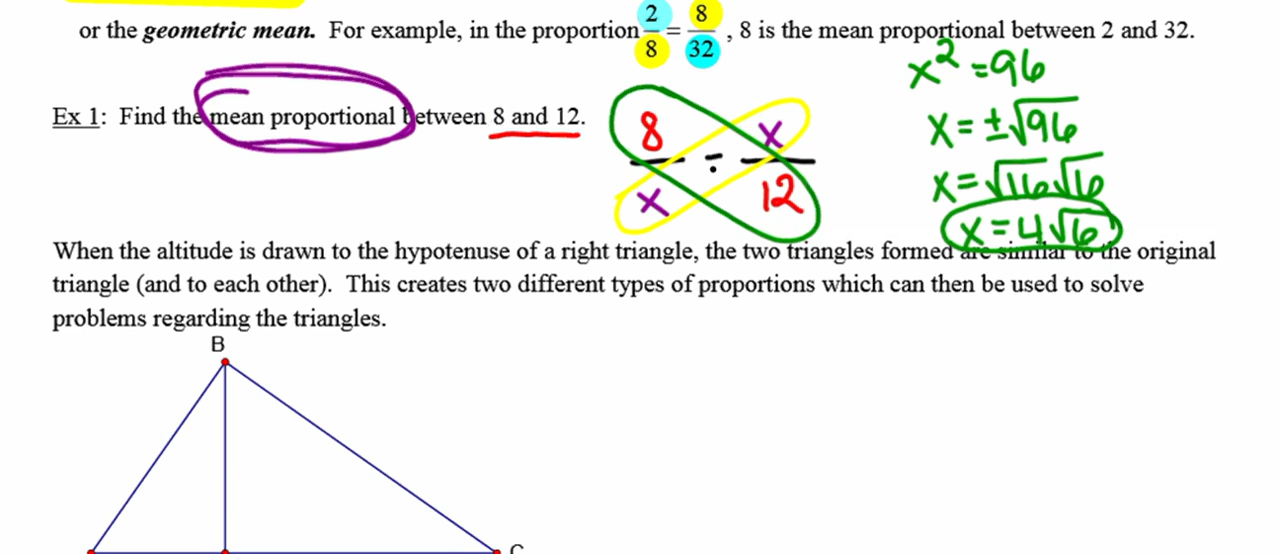 or the geometric mean. For example, in the proportion 2/8 = 8/32, 8 is the mean proportional between 2 and 32.
x² = 96
Ex 1: Find the mean proportional between 8 and 12.
8/x = x/12
x = ±√96
x = √16 √6
x = 4√6
When the altitude is drawn to the hypotenuse of a right triangle, the two triangles formed are similar to the original
triangle (and to each other). This creates two different types of proportions which can then be used to solve
problems regarding the triangles.
B
C